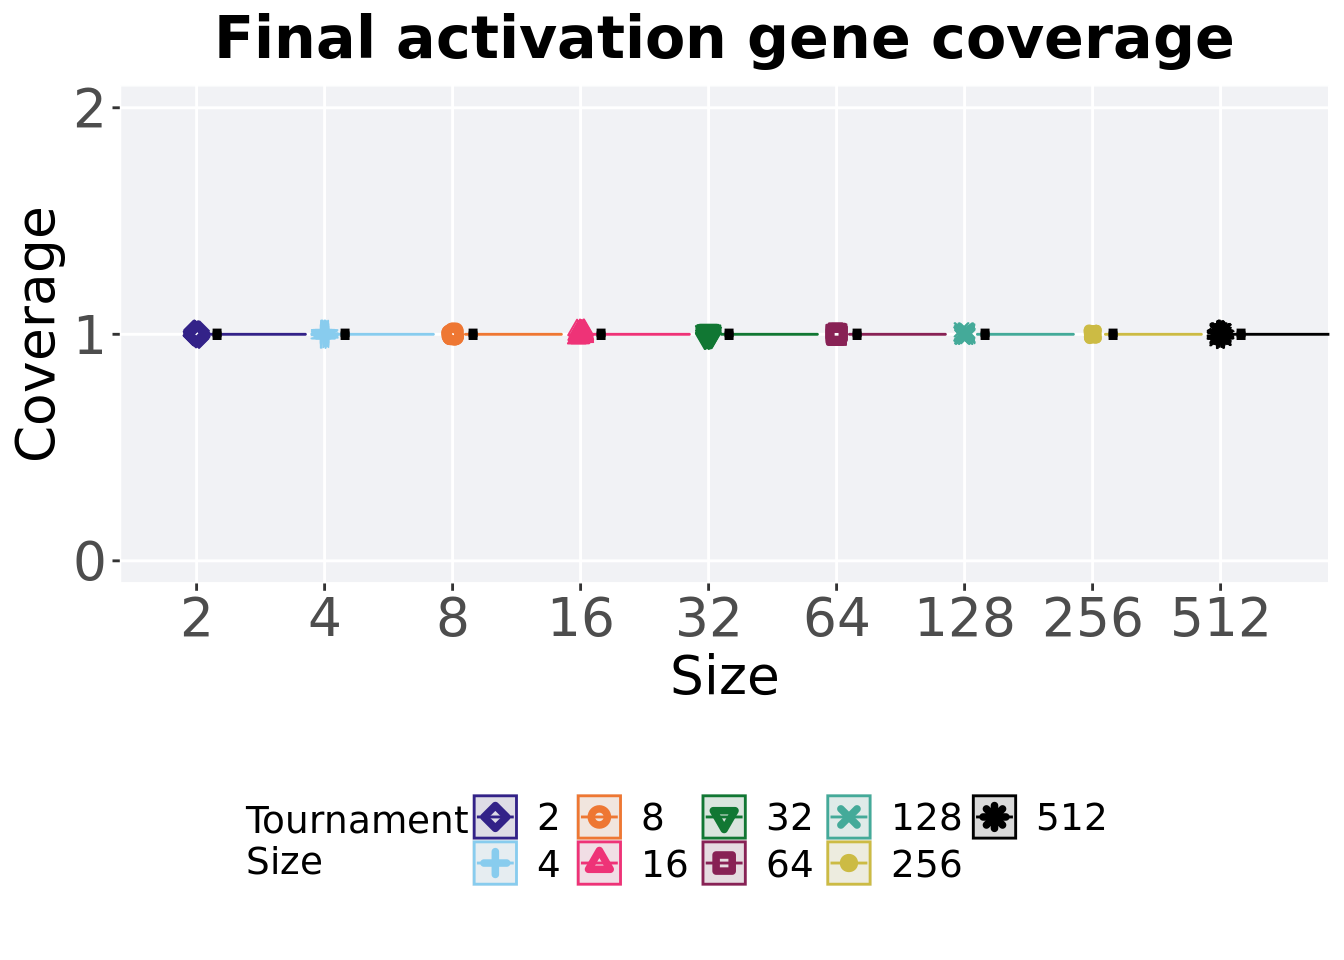 Final activation gene coverage
2
1
0
Coverage
2 4 8 16 32 64 128 256 512
Size
Tournament Size
2 8 32 128 512
4 16 64 256